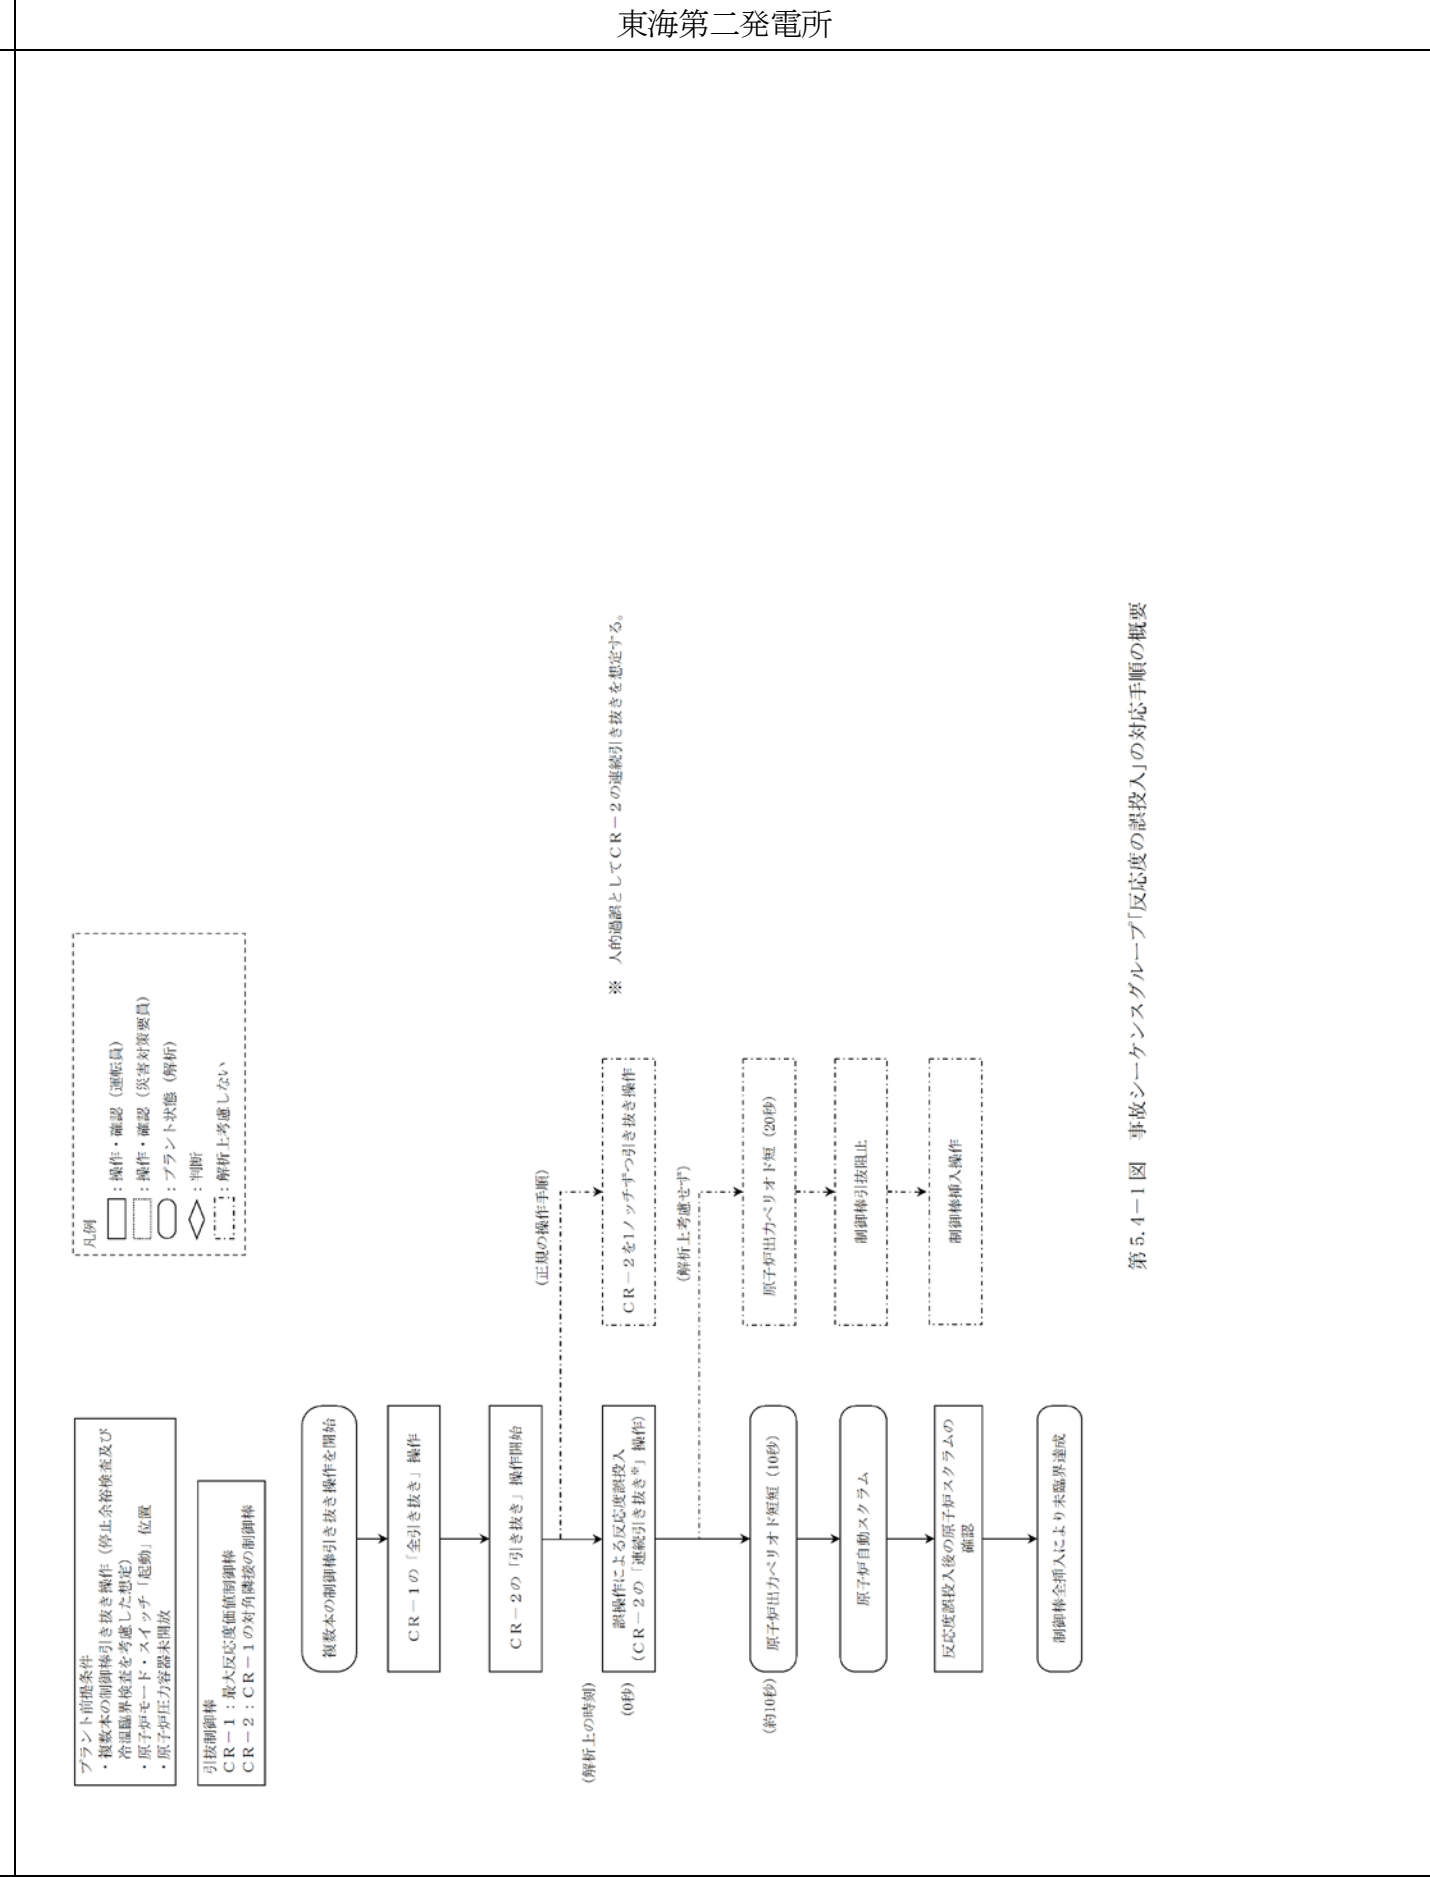 東海第二発電所
プラント前提条件
・複数本の制御棒引き抜き操作（停止余裕検査及び
冷温臨界検査を考慮した想定）
・原子炉モード・スイッチ「起動」位置
・原子炉圧力容器未開放
引抜制御棒
ＣＲ－１：最大反応度価値制御棒
ＣＲ－２：ＣＲ－１の対角隣接の制御棒
凡例
：操作・確認（運転員）
：操作・確認（災害対策要員）
：プラント状態（解析）
：判断
：解析上考慮しない
複数本の制御棒引き抜き操作を開始
ＣＲ－１の「全引き抜き」操作
ＣＲ－２の「引き抜き」操作開始
(正規の操作手順)
(解析上の時刻)
(0秒)
誤操作による反応度誤投入
(ＣＲ－２の「連続引き抜き※」操作)
ＣＲ－２を1ノッチずつ引き抜き操作
※　人的過誤としてＣＲ－２の連続引き抜きを想定する。
(解析上考慮せず)
(約10秒)
原子炉出力ペリオド短短（10秒）
原子炉出力ペリオド短（20秒）
原子炉自動スクラム
制御棒引抜阻止
反応度誤投入後の原子炉スクラムの
確認
制御棒挿入操作
制御棒全挿入により未臨界達成
第5.4－1図　事故シーケンスグループ「反応度の誤投入」の対応手順の概要